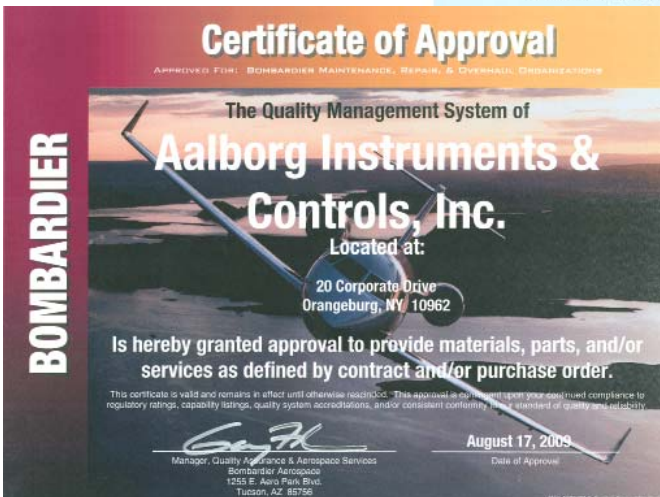 Certificate of Approval
APPROVED FOR: BOMBARDIER MAINTENANCE, REPAIR, & OVERHAUL ORGANIZATIONS
BOMBARDIER
The Quality Management System of
Aalborg Instruments &
Controls, Inc.
Located at:
20 Corporate Drive
Orangeburg, NY 10962
Is hereby granted approval to provide materials, parts, and/or
services as defined by contract and/or purchase order.
This certificate is valid and remains in effect until otherwise rescinded. This approval is contingent upon your continued compliance to
regulatory ratings, capability listings, quality system accreditations, and/or consistent conformity to our standard of quality and reliability.
August 17, 2009
Manager, Quality Assurance & Aerospace Services
Date of Approval
Bombardier Aerospace
1255 E. Aero Park Blvd.
Tucson, AZ 85756